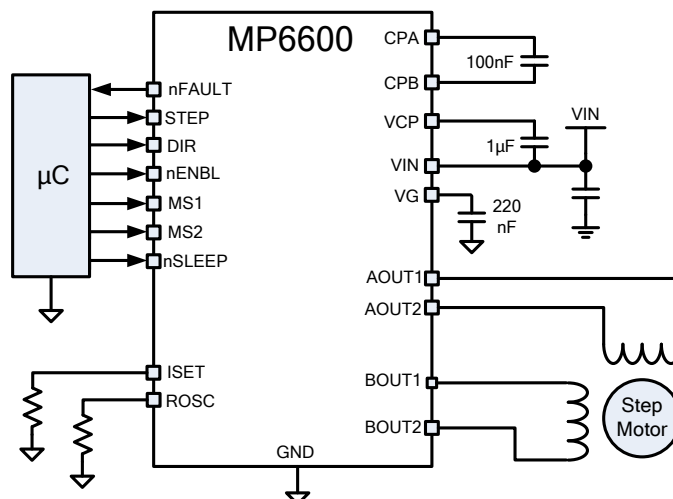 MP6600
CPA
100nF
CPB
nFAULT
STEP
VCP
VIN
DIR
1µF
µC
nENBL
VIN
MS1
VG
220
nF
MS2
nSLEEP
AOUT1
AOUT2
ISET
BOUT1
ROSC
Step
Motor
BOUT2
GND